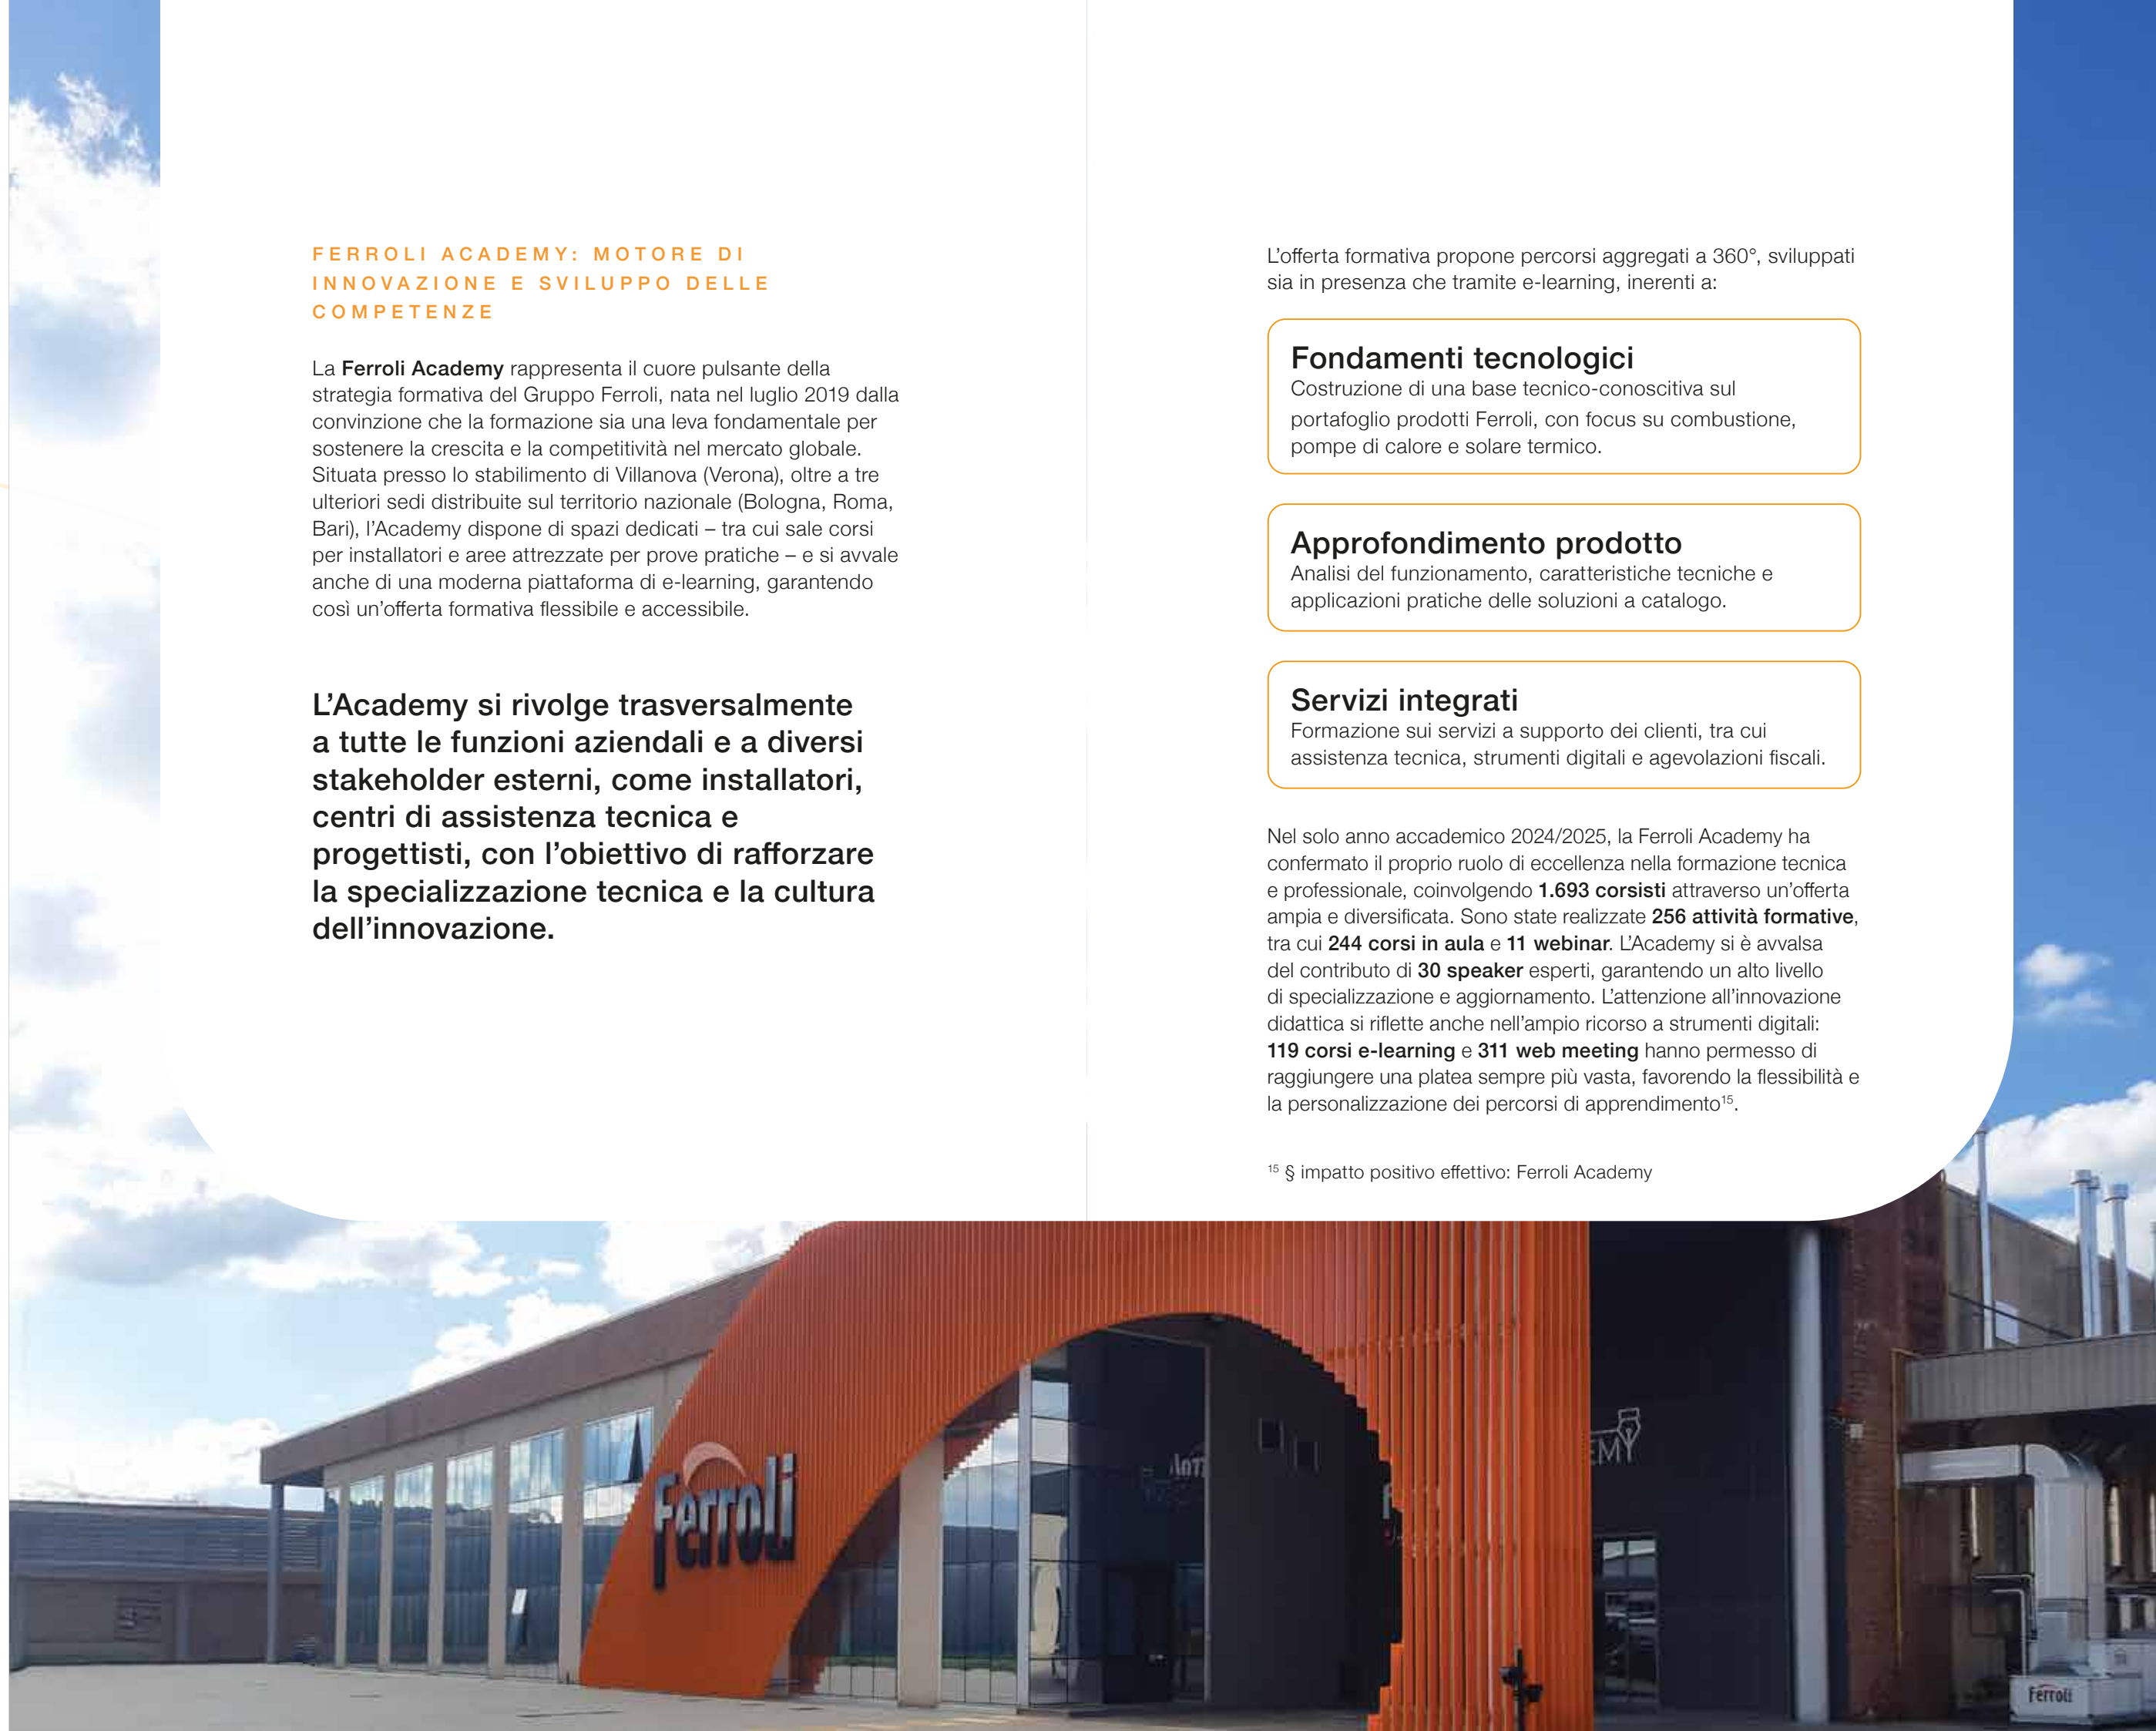 FERROLI ACADEMY: MOTORE DI
INNOVAZIONE E SVILUPPO DELLE
COMPETENZE
La Ferroli Academy rappresenta il cuore pulsante della
strategia formativa del Gruppo Ferroli, nata nel luglio 2019 dalla
convinzione che la formazione sia una leva fondamentale per
sostenere la crescita e la competitività nel mercato globale.
Situata presso lo stabilimento di Villanova (Verona), oltre a tre
ulteriori sedi distribuite sul territorio nazionale (Bologna, Roma,
Bari), l’Academy dispone di spazi dedicati – tra cui sale corsi
per installatori e aree attrezzate per prove pratiche – e si avvale
anche di una moderna piattaforma di e-learning, garantendo
così un’offerta formativa flessibile e accessibile.
L’Academy si rivolge trasversalmente
a tutte le funzioni aziendali e a diversi
stakeholder esterni, come installatori,
centri di assistenza tecnica e
progettisti, con l’obiettivo di rafforzare
la specializzazione tecnica e la cultura
dell’innovazione.
L’offerta formativa propone percorsi aggregati a 360°, sviluppati
sia in presenza che tramite e-learning, inerenti a:
Fondamenti tecnologici
Costruzione di una base tecnico-conoscitiva sul
portafoglio prodotti Ferroli, con focus su combustione,
pompe di calore e solare termico.
Approfondimento prodotto
Analisi del funzionamento, caratteristiche tecniche e
applicazioni pratiche delle soluzioni a catalogo.
Servizi integrati
Formazione sui servizi a supporto dei clienti, tra cui
assistenza tecnica, strumenti digitali e agevolazioni fiscali.
Nel solo anno accademico 2024/2025, la Ferroli Academy ha
confermato il proprio ruolo di eccellenza nella formazione tecnica
e professionale, coinvolgendo 1.693 corsisti attraverso un’offerta
ampia e diversificata. Sono state realizzate 256 attività formative,
tra cui 244 corsi in aula e 11 webinar. L’Academy si è avvalsa
del contributo di 30 speaker esperti, garantendo un alto livello
di specializzazione e aggiornamento. L’attenzione all’innovazione
didattica si riflette anche nell’ampio ricorso a strumenti digitali:
119 corsi e-learning e 311 web meeting hanno permesso di
raggiungere una platea sempre più vasta, favorendo la flessibilità e
la personalizzazione dei percorsi di apprendimento¹⁵.
¹⁵ § impatto positivo effettivo: Ferroli Academy
Ferroli
EMY
Ferroli